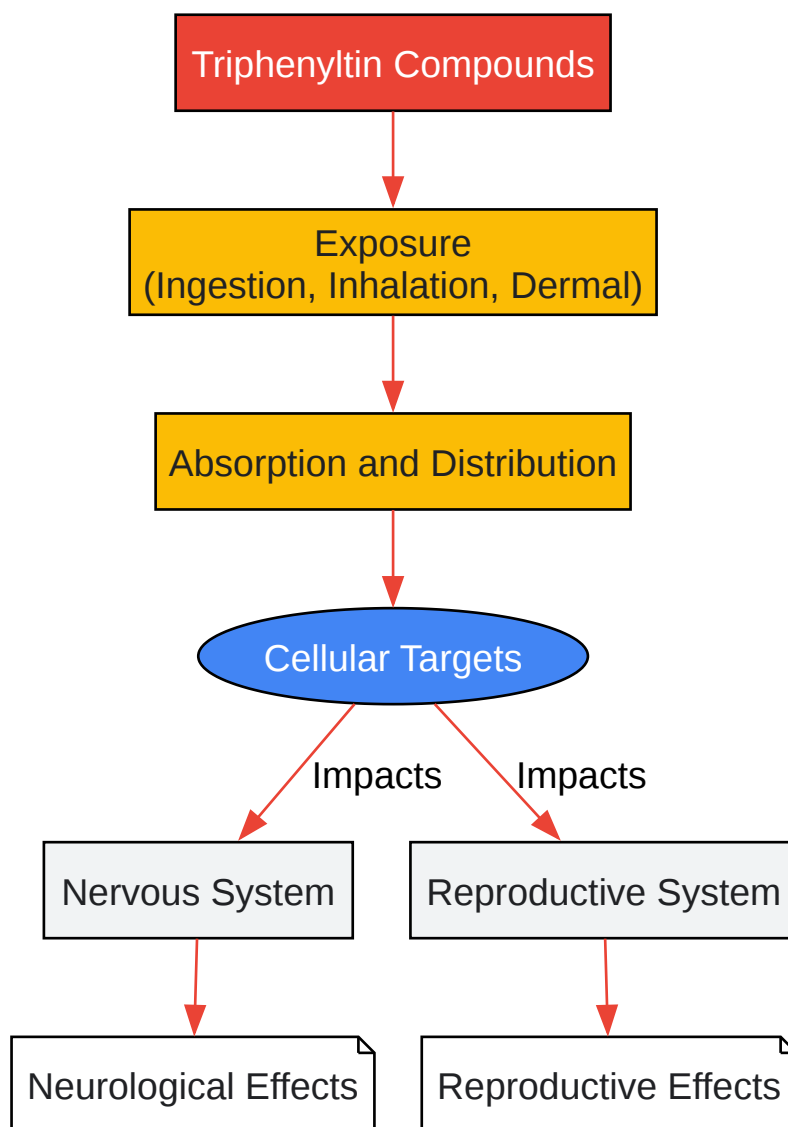 Triphenyltin Compounds
Exposure
(Ingestion, Inhalation, Dermal)
Absorption and Distribution
Cellular Targets
Impacts
Impacts
Nervous System
Reproductive System
Neurological Effects
Reproductive Effects